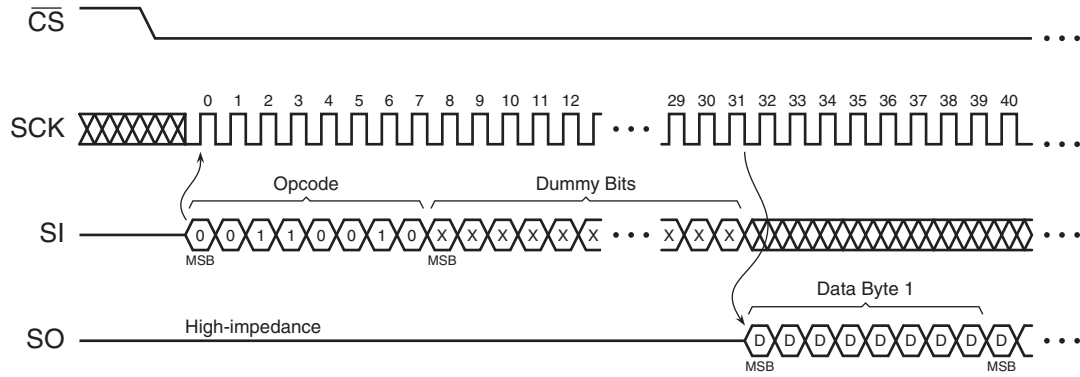 CS
SCK
0 1 2 3 4 5 6 7 8 9 10 11 12 29 30 31 32 33 34 35 36 37 38 39 40
Opcode Dummy Bits
SI 0 0 1 1 0 0 1 0 X X X X X X X X X
MSB MSB
Data Byte 1
SO High-impedance D D D D D D D D D
MSB MSB